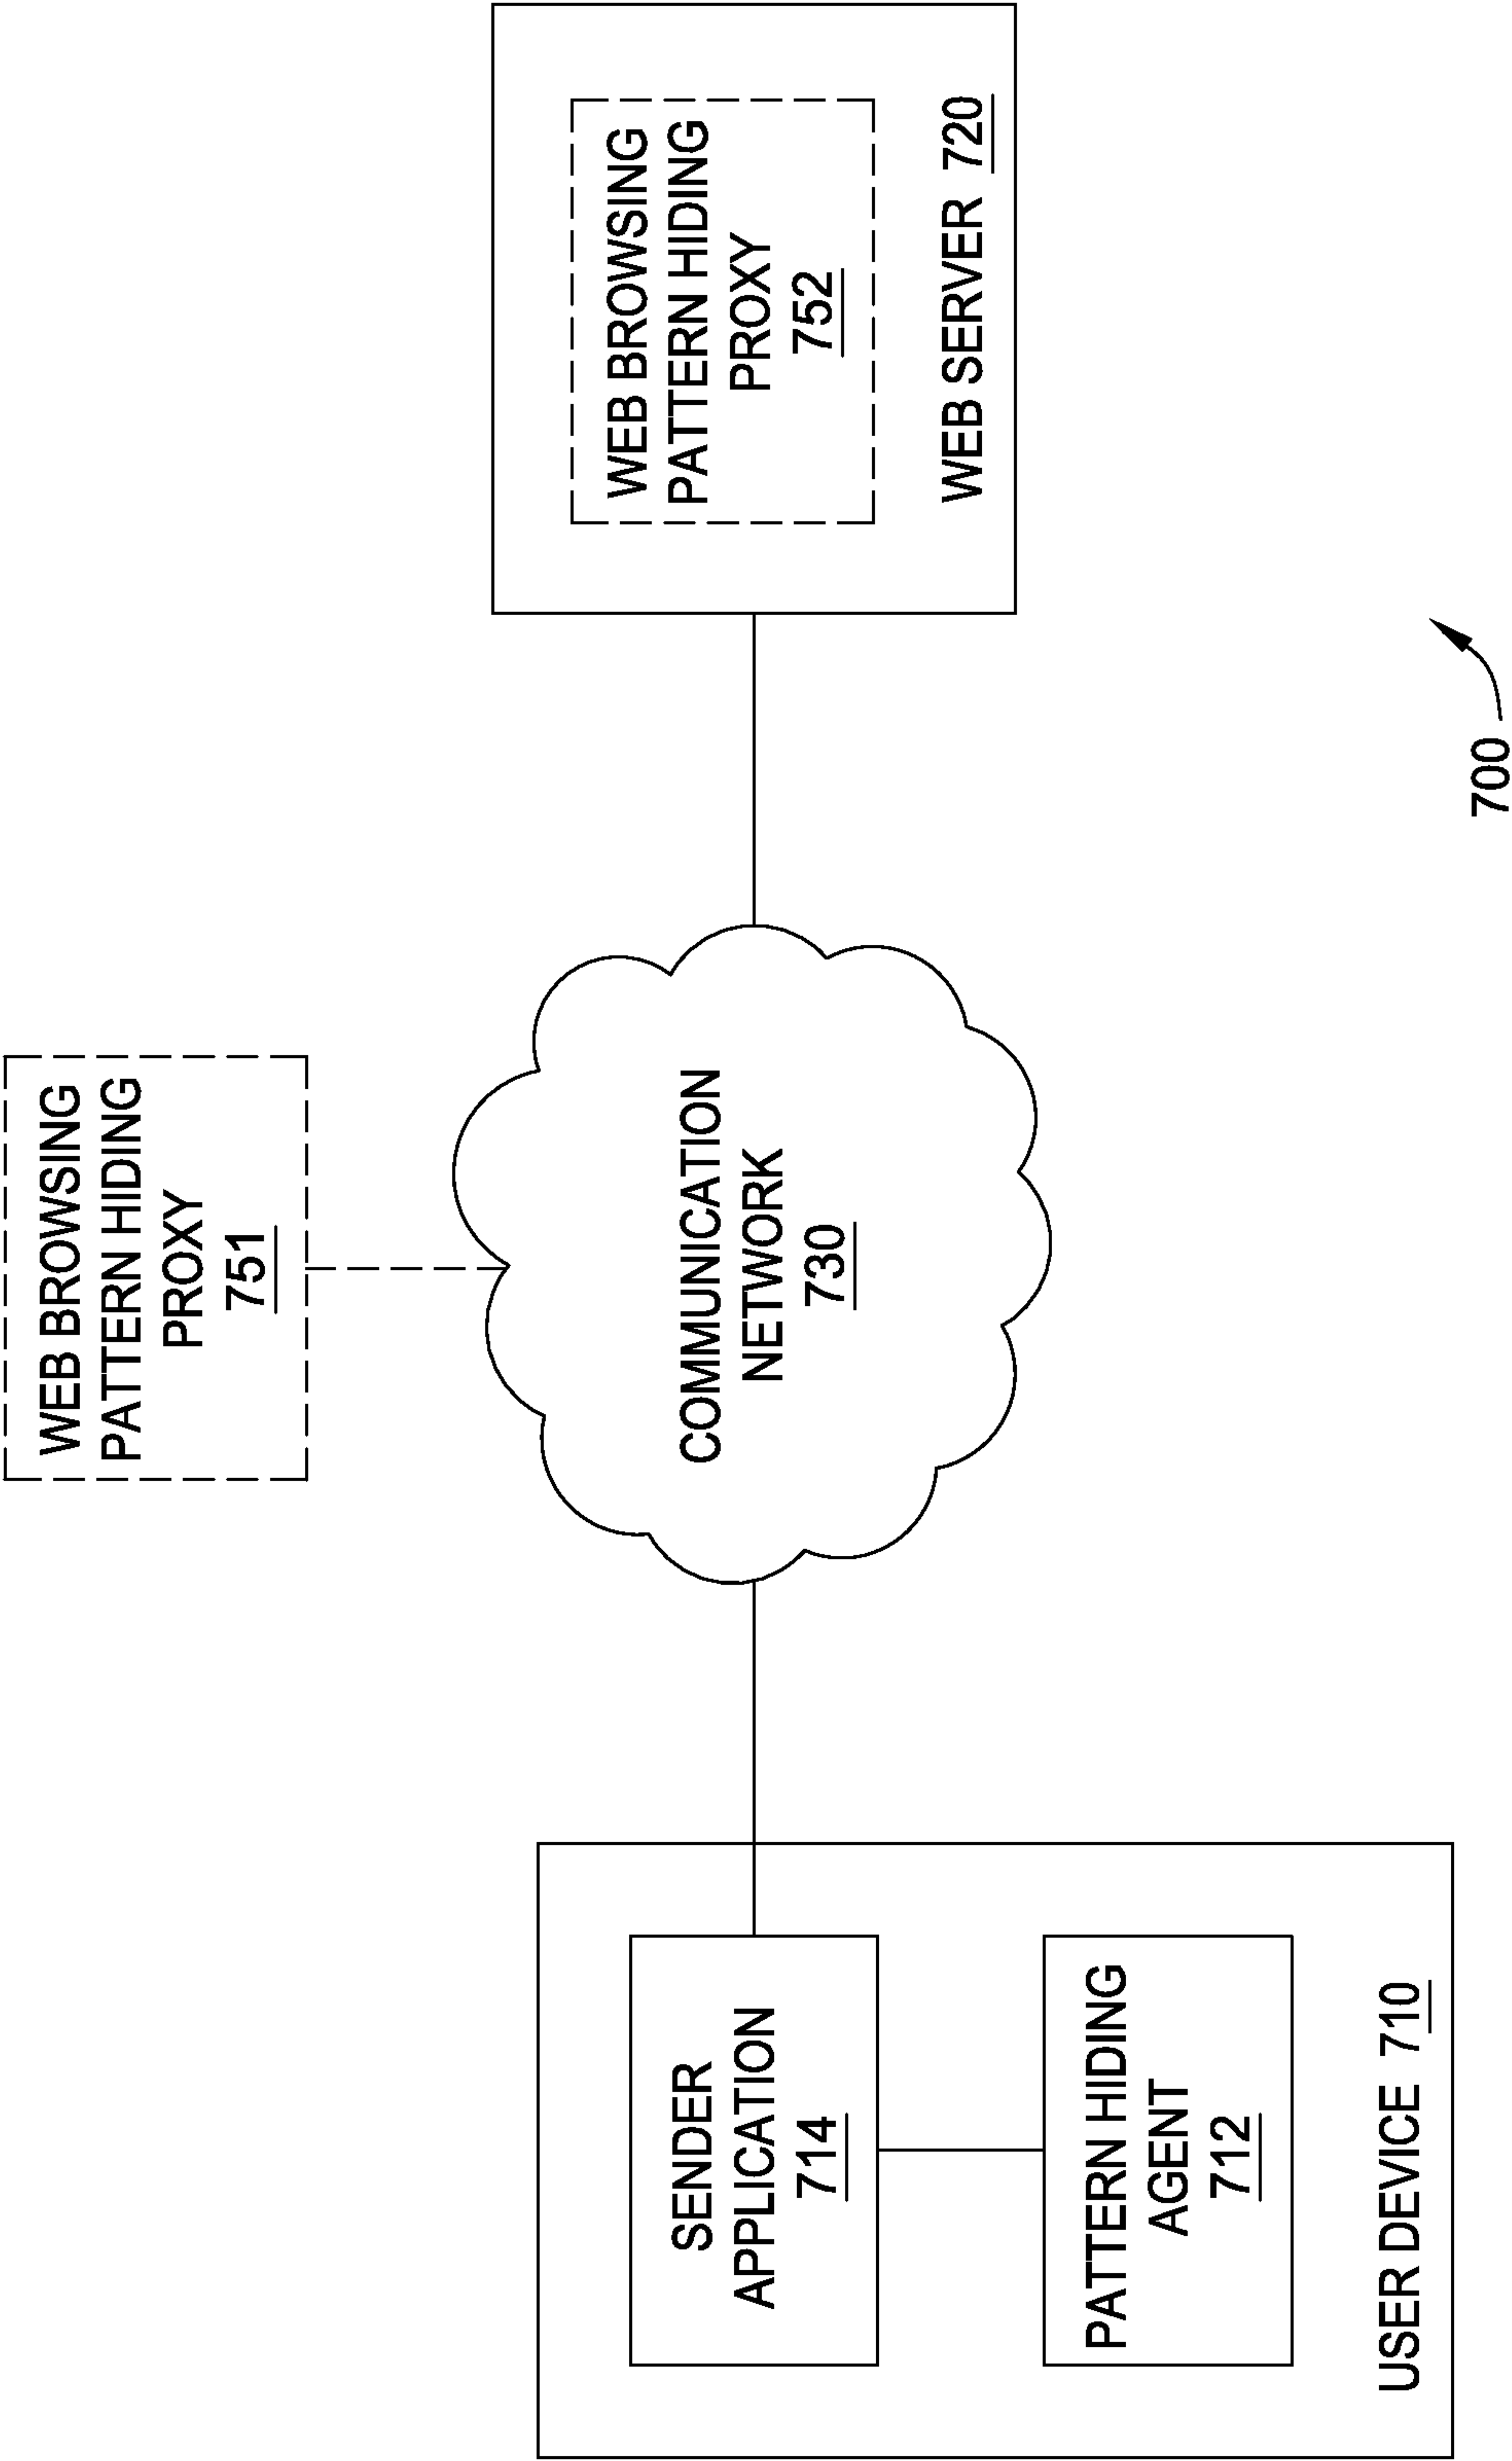 WEB BROWSING
PATTERN HIDING
PROXY
751
SENDER
APPLICATION
714
PATTERN HIDING
AGENT
712
USER DEVICE 710
COMMUNICATION
NETWORK
730
WEB BROWSING
PATTERN HIDING
PROXY
752
WEB SERVER 720
700